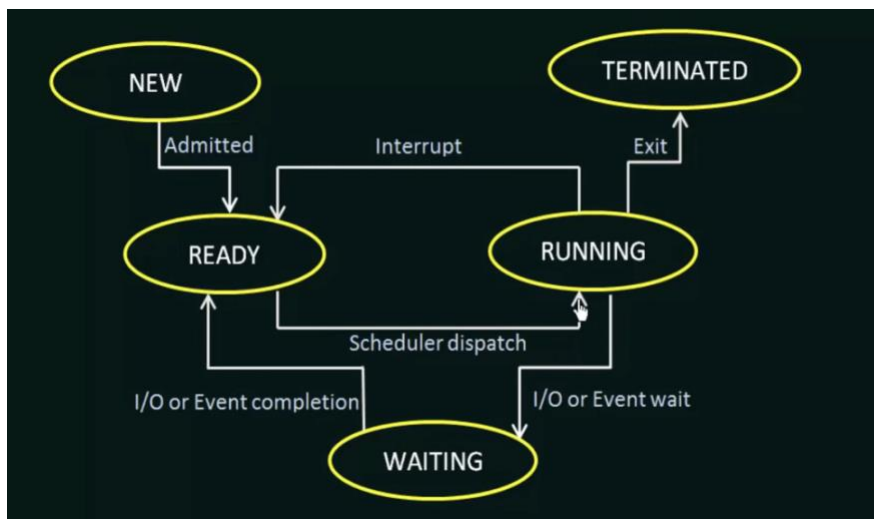 NEW
TERMINATED
Admitted
Interrupt
Exit
READY
RUNNING
Scheduler dispatch
I/O or Event completion
I/O or Event wait
WAITING